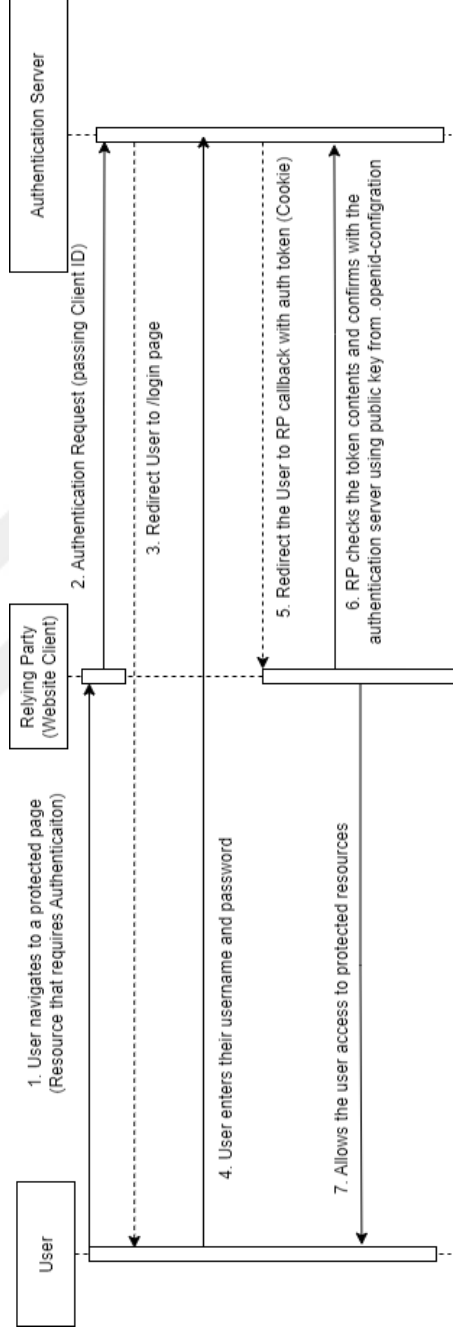 User
Relying Party
(Website Client)
Authentication Server
1. User navigates to a protected page
(Resource that requires Authenticaiton)
2. Authentication Request (passing Client ID)
3. Redirect User to /login page
4. User enters their username and password
5. Redirect the User to RP callback with auth token (Cookie)
6. RP checks the token contents and confirms with the
authentication server using public key from .openid-configration
7. Allows the user access to protected resources